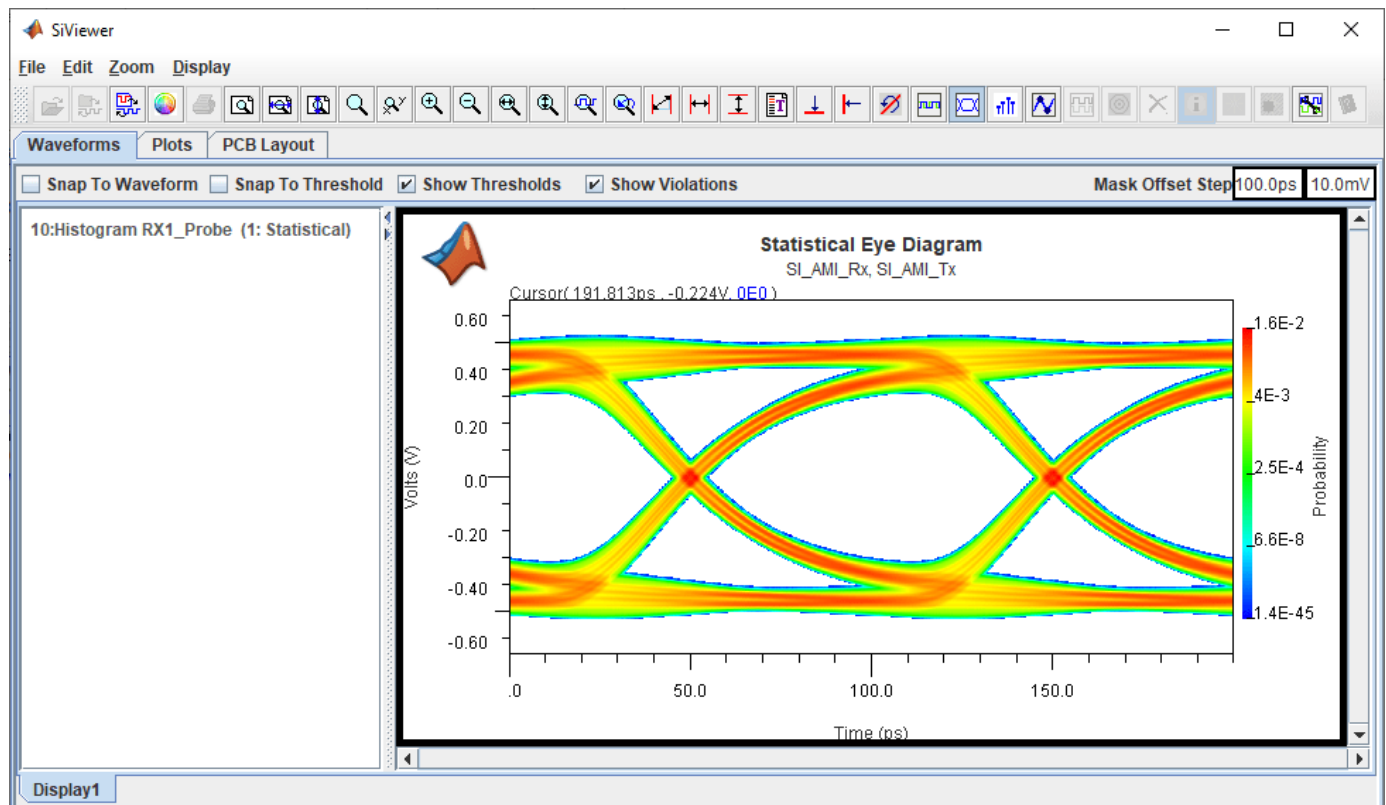 SiViewer
File Edit Zoom Display
Waveforms Plots PCB Layout
Snap To Waveform Snap To Threshold Show Thresholds Show Violations Mask Offset Step 100.0ps 10.0mV
10:Histogram RX1_Probe (1: Statistical)
Statistical Eye Diagram
SI_AMI_Rx, SI_AMI_Tx
Cursor( 191.813ps , -0.224V, 0E0 )
0.60
0.40
0.20
0.0
-0.20
-0.40
-0.60
Volts (V)
.0 50.0 100.0 150.0
Time (ps)
1.6E-2
4E-3
2.5E-4
6.6E-8
1.4E-45
Probability
Display1